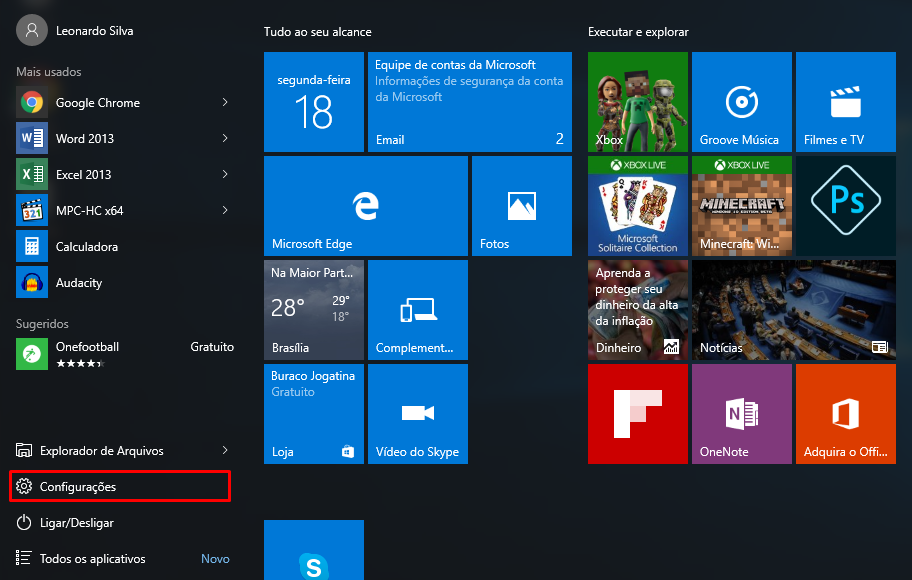 Leonardo Silva
Mais usados
Google Chrome
Word 2013
Excel 2013
MPC-HC x64
Calculadora
Audacity
Sugeridos
Onefootball Gratuito
Explorador de Arquivos
Configurações
Ligar/Desligar
Todos os aplicativos Novo
Tudo ao seu alcance
segunda-feira
18
Equipe de contas da Microsoft
Informações de segurança da conta
da Microsoft
Email 2
Microsoft Edge
Fotos
Na Maior Part...
28° 29°
18°
Brasília
Complement...
Buraco Jogatina
Gratuito
Loja
Vídeo do Skype
Executar e explorar
Xbox
Groove Música
Filmes e TV
XBOX LIVE
Microsoft
Solitaire Collection
XBOX LIVE
MINECRAFT
WINDOWS 10 EDITION BETA
Minecraft: Wi...
Ps
Aprenda a
proteger seu
dinheiro da alta
da inflação
Dinheiro
Notícias
OneNote
Adquira o Offi...